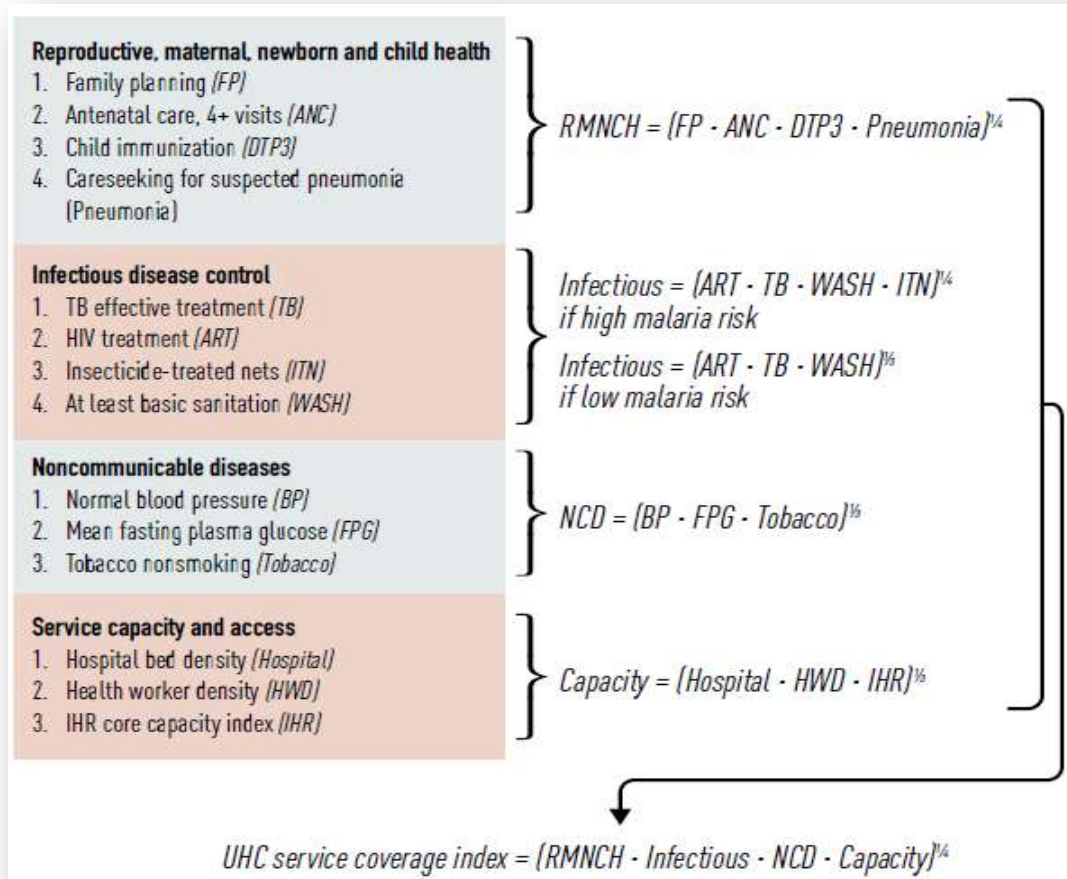 Reproductive, maternal, newborn and child health
1. Family planning (FP)
2. Antenatal care, 4+ visits (ANC)
3. Child immunization (DTP3)
4. Careseeking for suspected pneumonia
(Pneumonia)
RMNCH = (FP · ANC · DTP3 · Pneumonia)¼
Infectious disease control
1. TB effective treatment (TB)
2. HIV treatment (ART)
3. Insecticide-treated nets (ITN)
4. At least basic sanitation (WASH)
Infectious = (ART · TB · WASH · ITN)¼
if high malaria risk
Infectious = (ART · TB · WASH)⅓
if low malaria risk
Noncommunicable diseases
1. Normal blood pressure (BP)
2. Mean fasting plasma glucose (FPG)
3. Tobacco nonsmoking (Tobacco)
NCD = (BP · FPG · Tobacco)⅓
Service capacity and access
1. Hospital bed density (Hospital)
2. Health worker density (HWD)
3. IHR core capacity index (IHR)
Capacity = (Hospital · HWD · IHR)⅓
UHC service coverage index = (RMNCH · Infectious · NCD · Capacity)¼